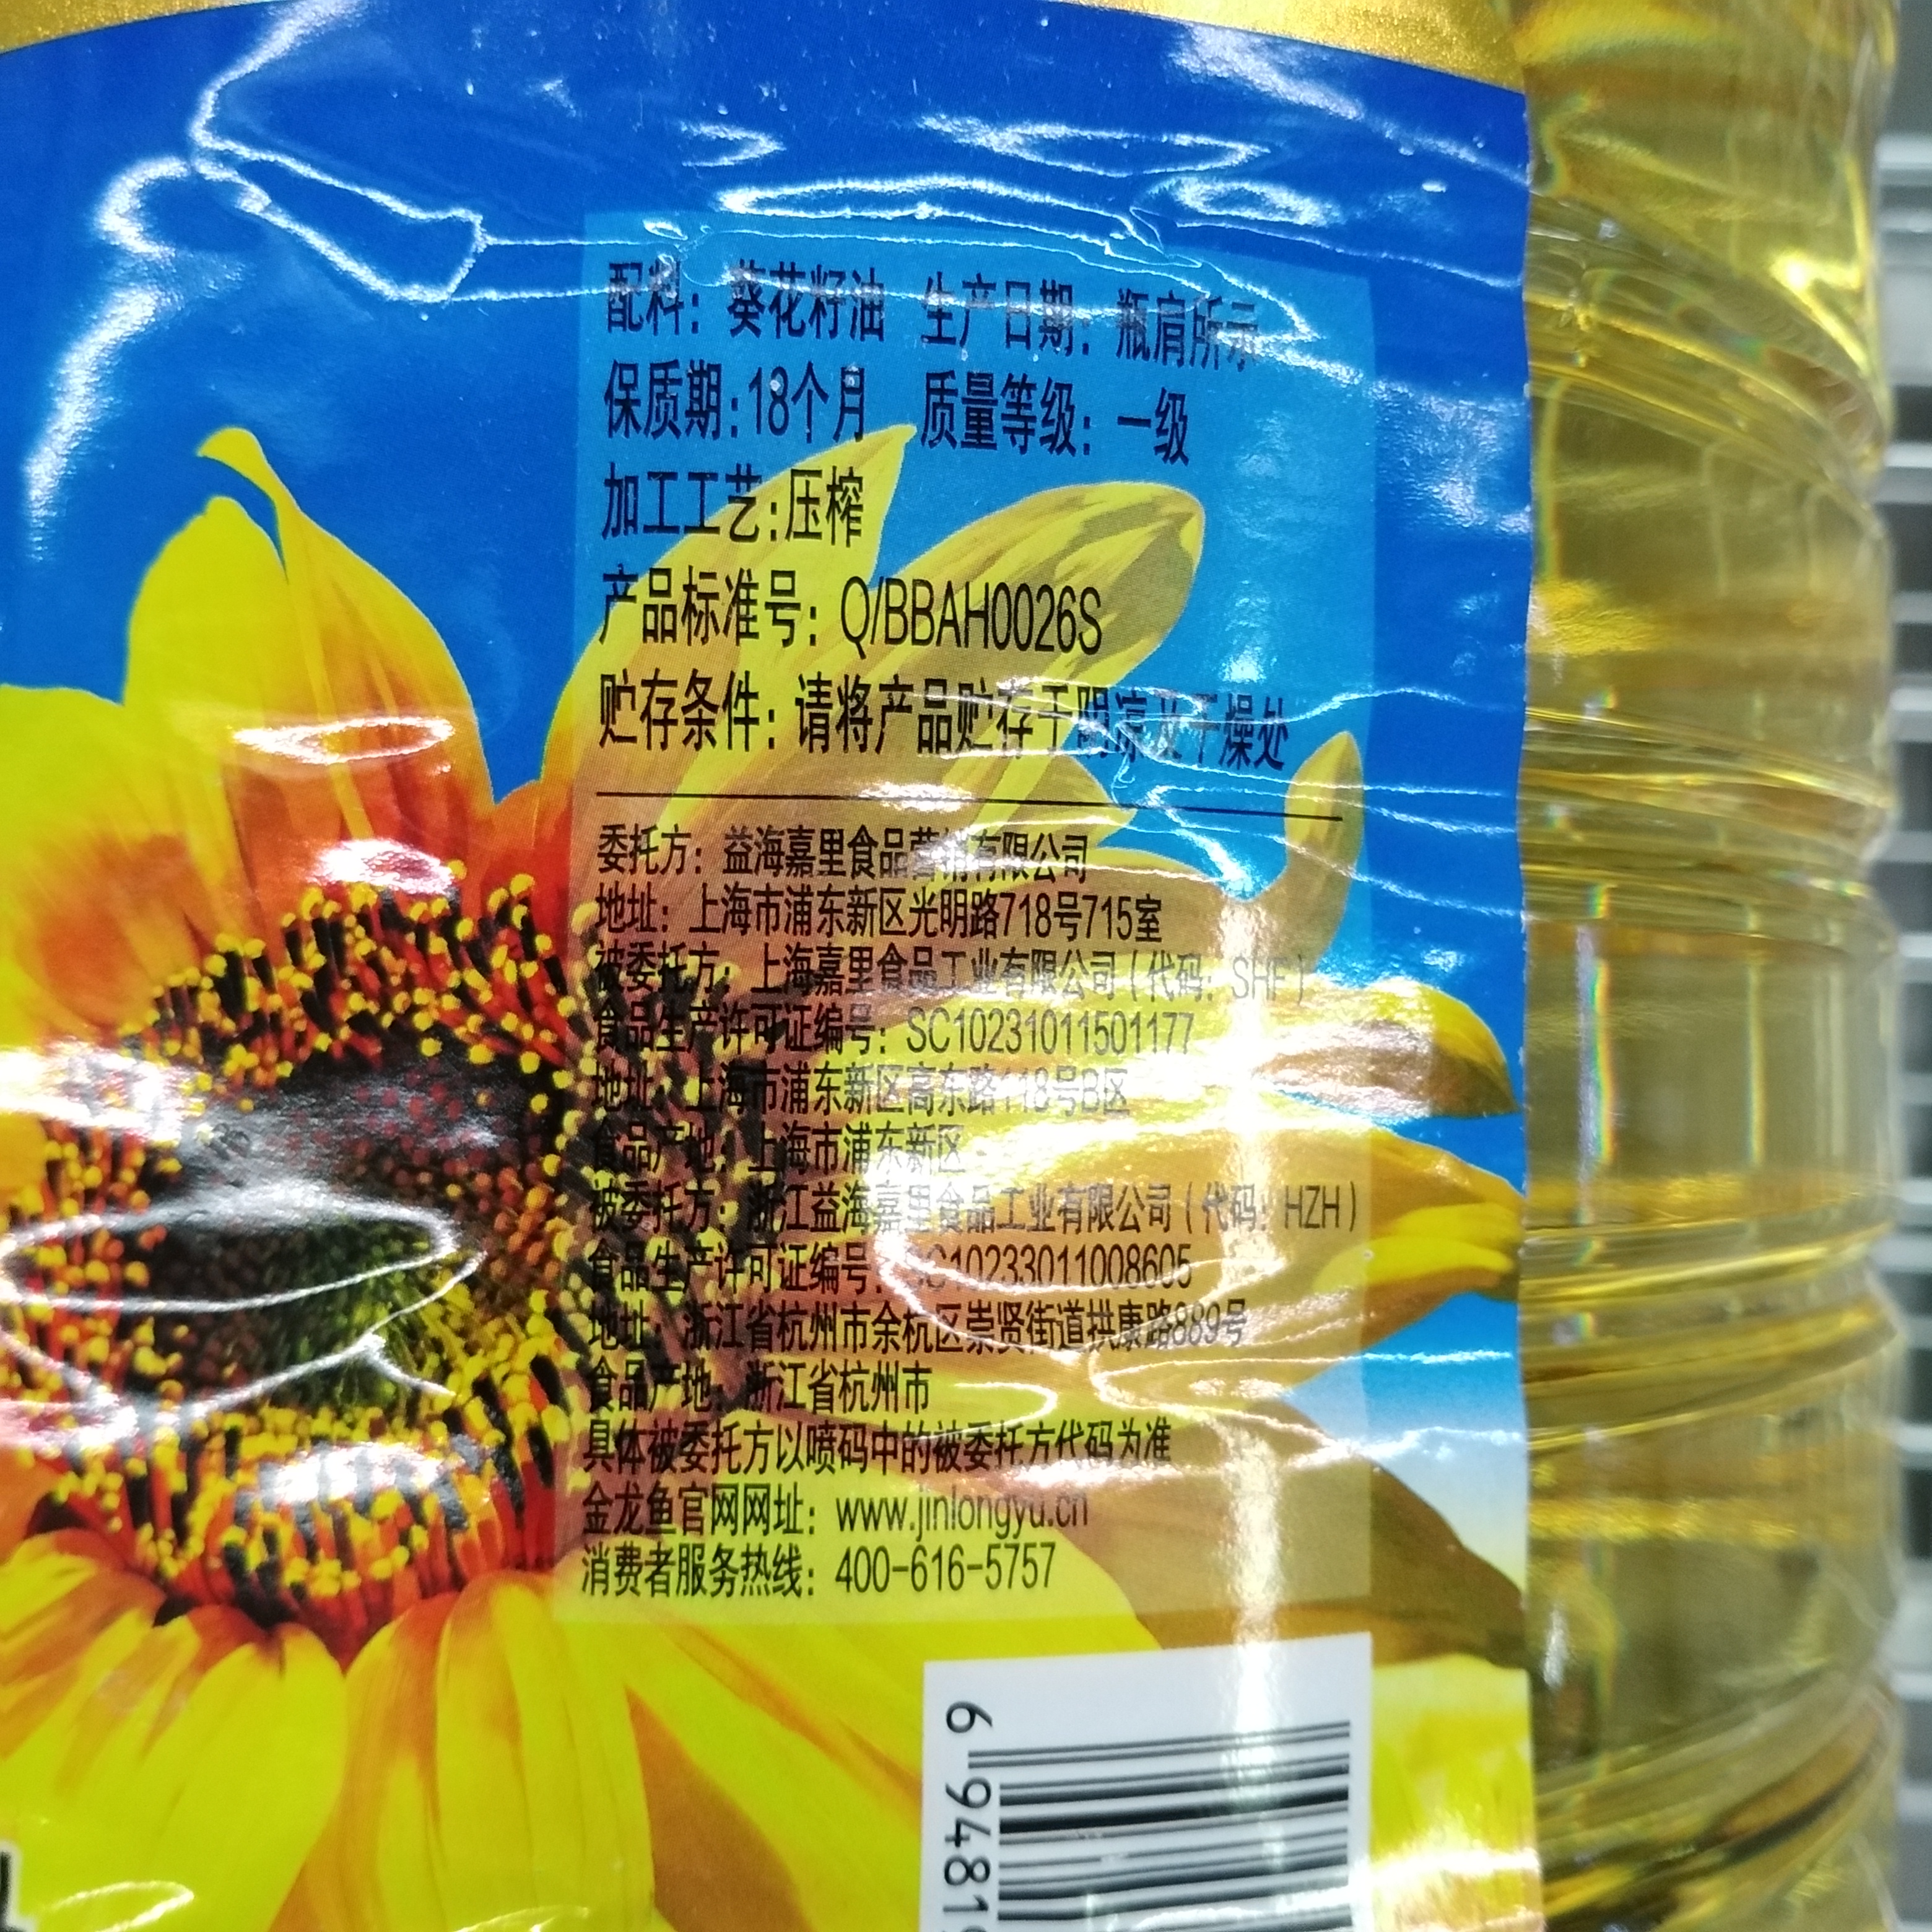 配料：葵花籽油 生产日期：瓶肩所示
保质期：18个月 质量等级：一级
加工工艺：压榨
产品标准号：Q/BBAH0026S
贮存条件：请将产品贮存于阴凉及干燥处
委托方：益海嘉里食品营销有限公司
地址：上海市浦东新区光明路718号715室
被委托方：上海嘉里食品工业有限公司（代码：SHF）
食品生产许可证编号：SC10231011501177
地址：上海市浦东新区高东路118号B区
食品产地：上海市浦东新区
被委托方：浙江益海嘉里食品工业有限公司（代码：HZH）
食品生产许可证编号：SC10233011008605
地址：浙江省杭州市余杭区崇贤街道拱康路889号
食品产地：浙江省杭州市
具体被委托方以喷码中的被委托方代码为准
金龙鱼官网网址：www.jinlongyu.cn
消费者服务热线：400-616-5757
6 9481